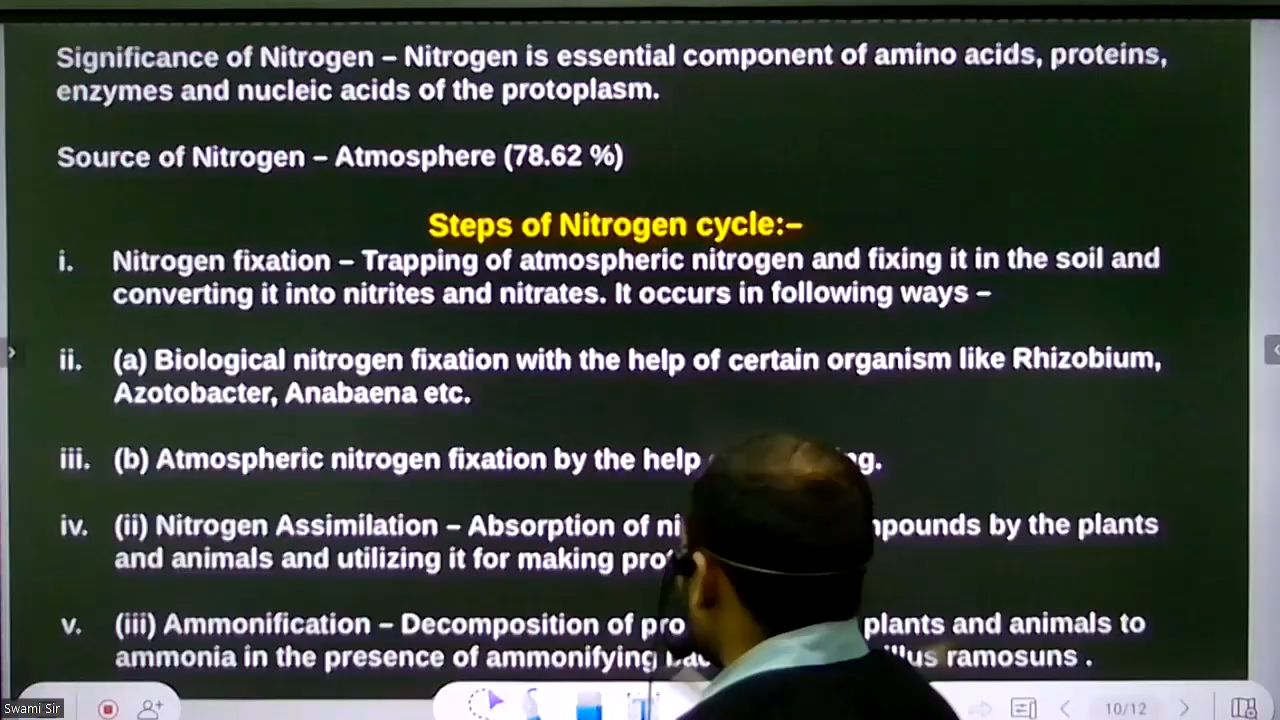 Significance of Nitrogen – Nitrogen is essential component of amino acids, proteins,
enzymes and nucleic acids of the protoplasm.
Source of Nitrogen – Atmosphere (78.62 %)
Steps of Nitrogen cycle:–
i. Nitrogen fixation – Trapping of atmospheric nitrogen and fixing it in the soil and
converting it into nitrites and nitrates. It occurs in following ways –
ii. (a) Biological nitrogen fixation with the help of certain organism like Rhizobium,
Azotobacter, Anabaena etc.
iii. (b) Atmospheric nitrogen fixation by the help
iv. (ii) Nitrogen Assimilation – Absorption of by the plants
and animals and utilizing it for making
v. (iii) Ammonification – Decomposition of plants and animals to
ammonia in the presence of ammonifying ramosuns .
Swami Sir
10/12